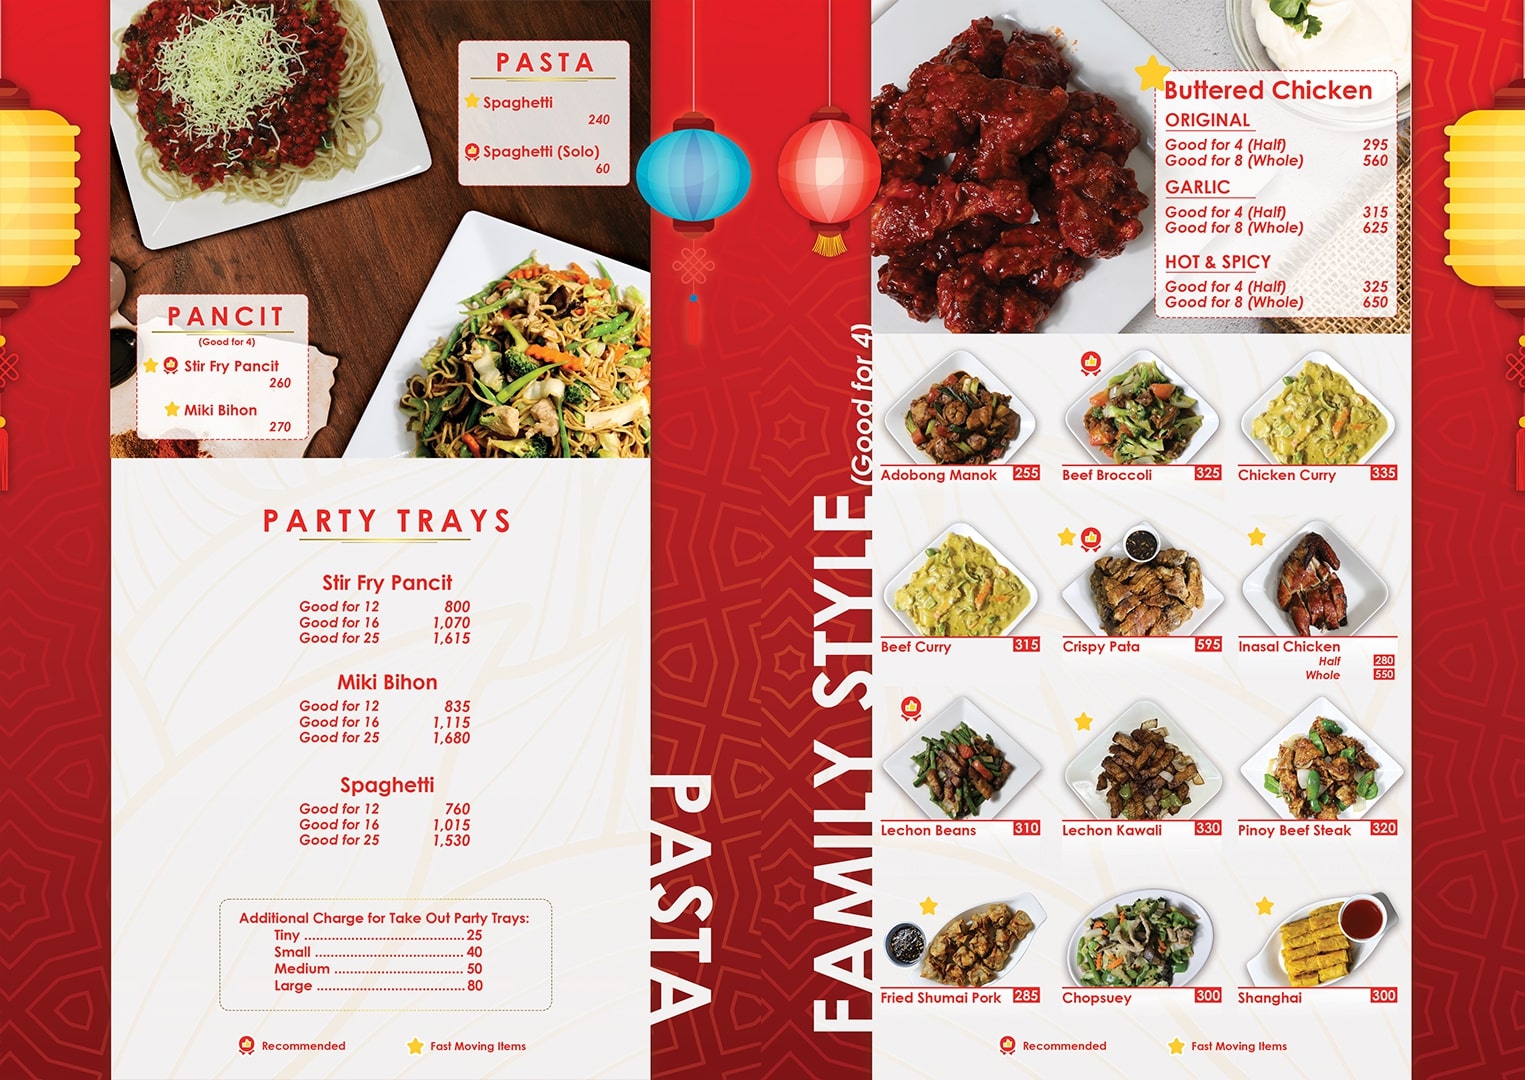 PASTA
Spaghetti
240
Spaghetti (Solo)
60
PANCIT
(Good for 4)
Stir Fry Pancit
260
Miki Bihon
270
PARTY TRAYS
Stir Fry Pancit
Good for 12 800
Good for 16 1,070
Good for 25 1,615
Miki Bihon
Good for 12 835
Good for 16 1,115
Good for 25 1,680
Spaghetti
Good for 12 760
Good for 16 1,015
Good for 25 1,530
Additional Charge for Take Out Party Trays:
Tiny ........................................ 25
Small ..................................... 40
Medium ................................ 50
Large ..................................... 80
Recommended Fast Moving Items
PASTA
FAMILY STYLE (Good for 4)
Buttered Chicken
ORIGINAL
Good for 4 (Half) 295
Good for 8 (Whole) 560
GARLIC
Good for 4 (Half) 315
Good for 8 (Whole) 625
HOT & SPICY
Good for 4 (Half) 325
Good for 8 (Whole) 650
Adobong Manok 255 Beef Broccoli 325 Chicken Curry 335
Beef Curry 315 Crispy Pata 595 Inasal Chicken
Half 280
Whole 550
Lechon Beans 310 Lechon Kawali 330 Pinoy Beef Steak 320
Fried Shumai Pork 285 Chopsuey 300 Shanghai 300
Recommended Fast Moving Items